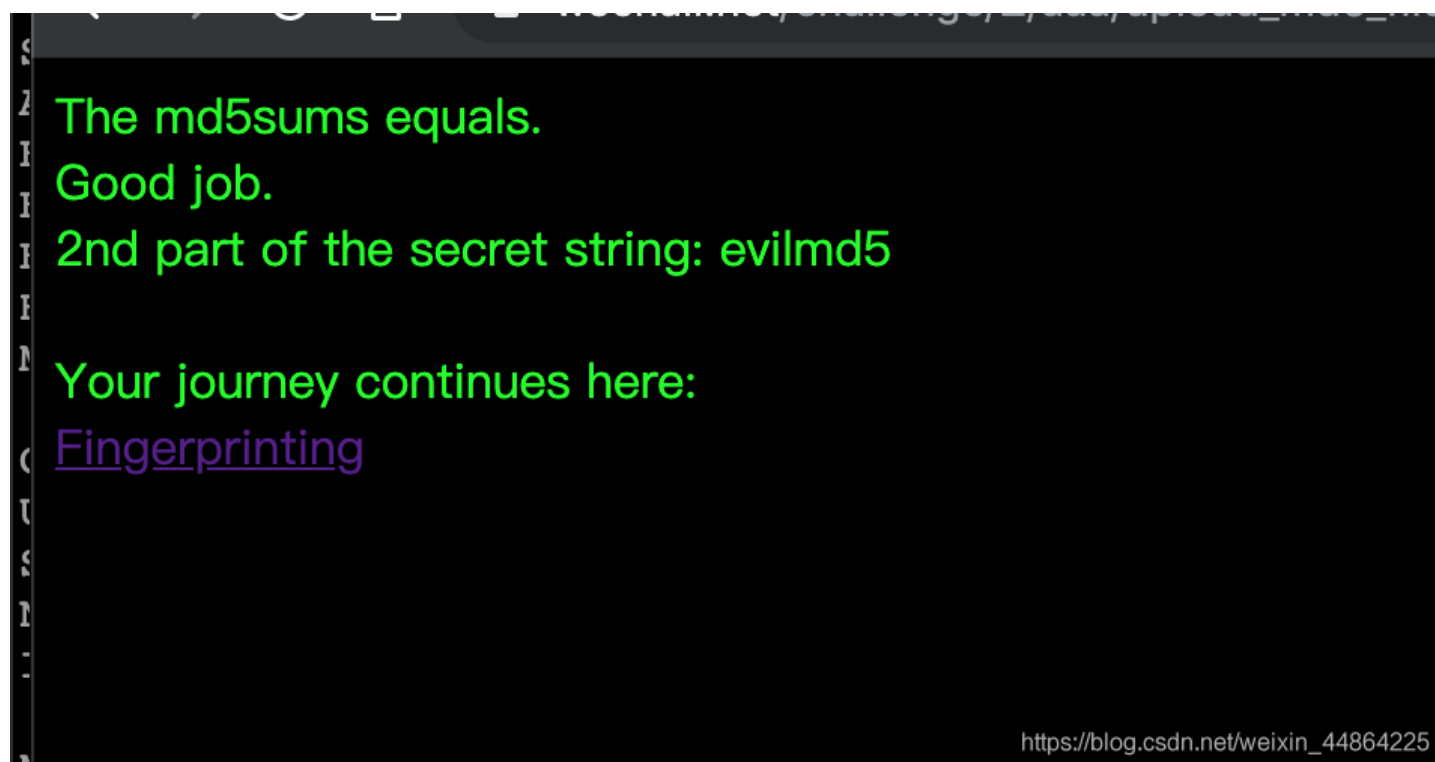 The md5sums equals.
Good job.
2nd part of the secret string: evilmd5
Your journey continues here:
Fingerprinting
https://blog.csdn.net/weixin_44864225